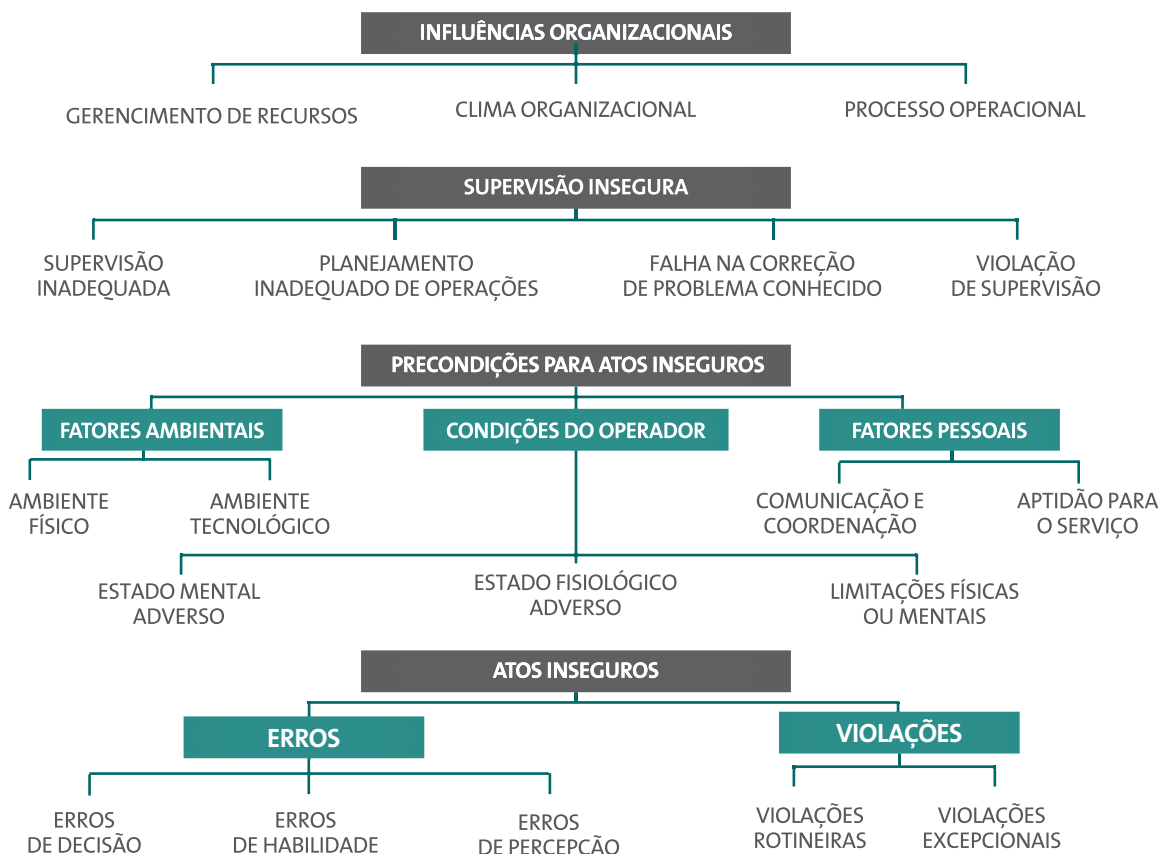 INFLUÊNCIAS ORGANIZACIONAIS
GERENCIMENTO DE RECURSOS
CLIMA ORGANIZACIONAL
PROCESSO OPERACIONAL
SUPERVISÃO INSEGURA
SUPERVISÃO
INADEQUADA
PLANEJAMENTO
INADEQUADO DE OPERAÇÕES
FALHA NA CORREÇÃO
DE PROBLEMA CONHECIDO
VIOLAÇÃO
DE SUPERVISÃO
PRECONDIÇÕES PARA ATOS INSEGUROS
FATORES AMBIENTAIS
CONDIÇÕES DO OPERADOR
FATORES PESSOAIS
AMBIENTE
FÍSICO
AMBIENTE
TECNOLÓGICO
COMUNICAÇÃO E
COORDENAÇÃO
APTIDÃO PARA
O SERVIÇO
ESTADO MENTAL
ADVERSO
ESTADO FISIOLÓGICO
ADVERSO
LIMITAÇÕES FÍSICAS
OU MENTAIS
ATOS INSEGUROS
ERROS
VIOLAÇÕES
ERROS
DE DECISÃO
ERROS
DE HABILIDADE
ERROS
DE PERCEPÇÃO
VIOLAÇÕES
ROTINEIRAS
VIOLAÇÕES
EXCEPCIONAIS